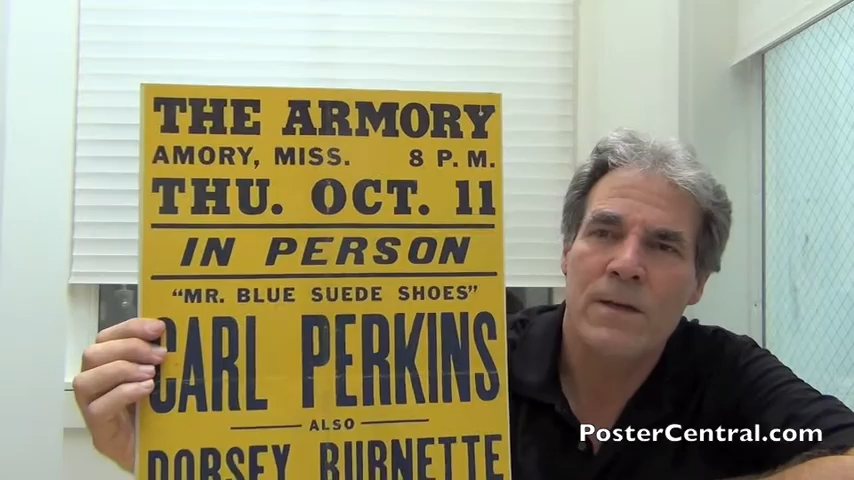 THE ARMORY
AMORY, MISS. 8 P. M.
THU. OCT. 11
IN PERSON
"MR. BLUE SUEDE SHOES"
CARL PERKINS
ALSO
DORSEY BURNETTE
PosterCentral.com